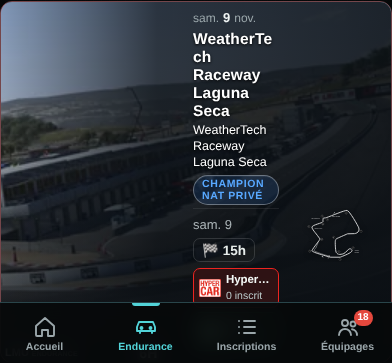 sam. 9 nov.
WeatherTe
ch
Raceway
Laguna
Seca
WeatherTech
Raceway
Laguna Seca
CHAMPION
NAT PRIVÉ
sam. 9
15h
HYPER
CAR
Hyper...
0 inscrit
18
Accueil
Endurance
Inscriptions
Équipages